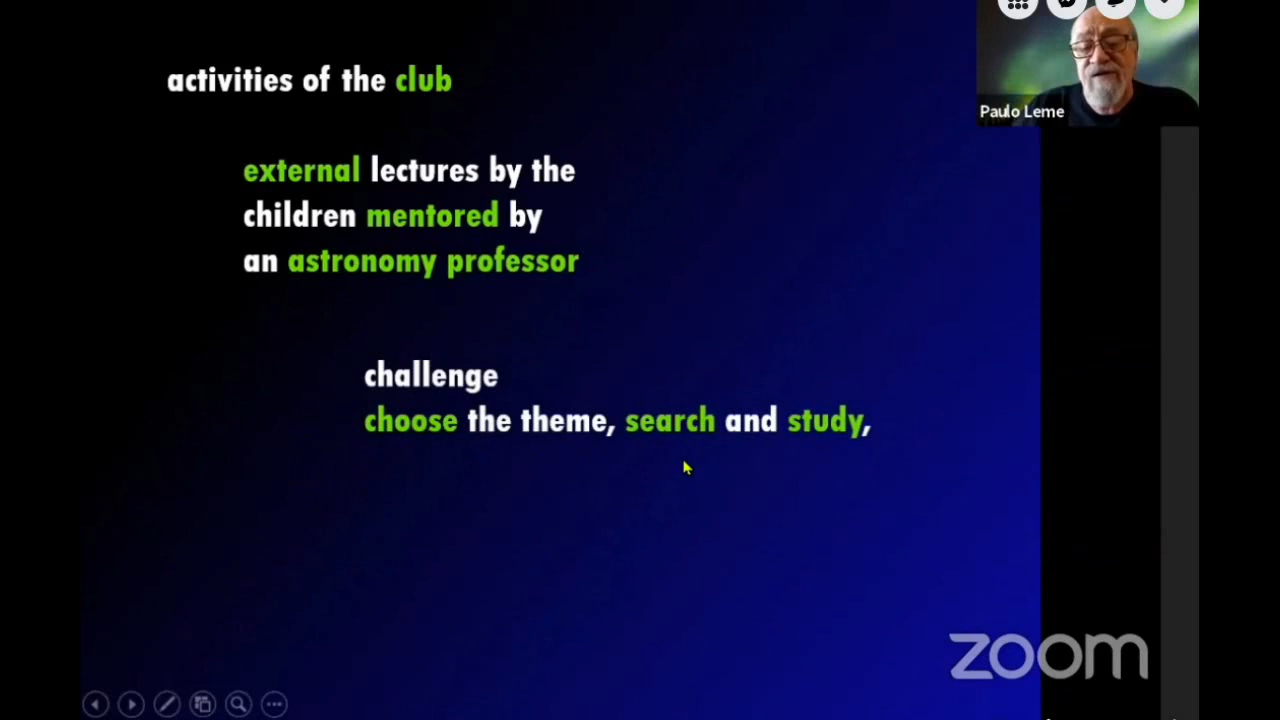 activities of the club
Paulo Leme
external lectures by the
children mentored by
an astronomy professor
challenge
choose the theme, search and study,
zoom